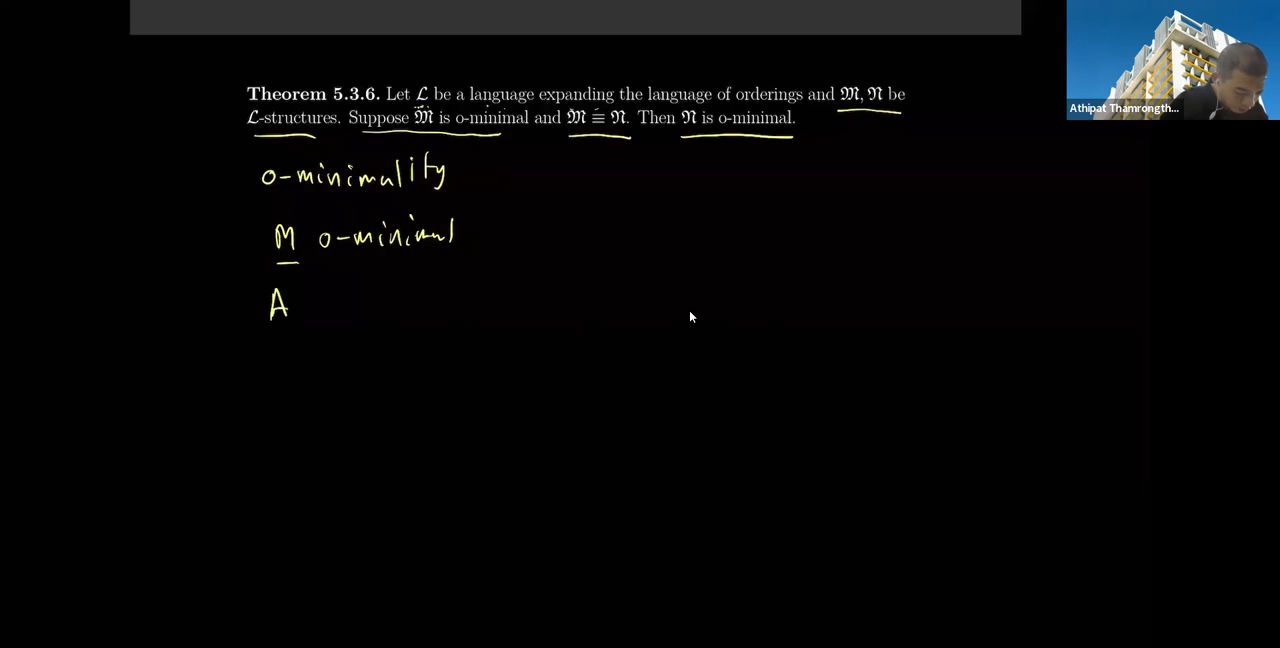 Theorem 5.3.6. Let ℒ be a language expanding the language of orderings and 𝔐, 𝔑 be
ℒ-structures. Suppose 𝔐 is o-minimal and 𝔐 ≡ 𝔑. Then 𝔑 is o-minimal.
o-minimality
M o-minimal
A
Athipat Thamrongth...